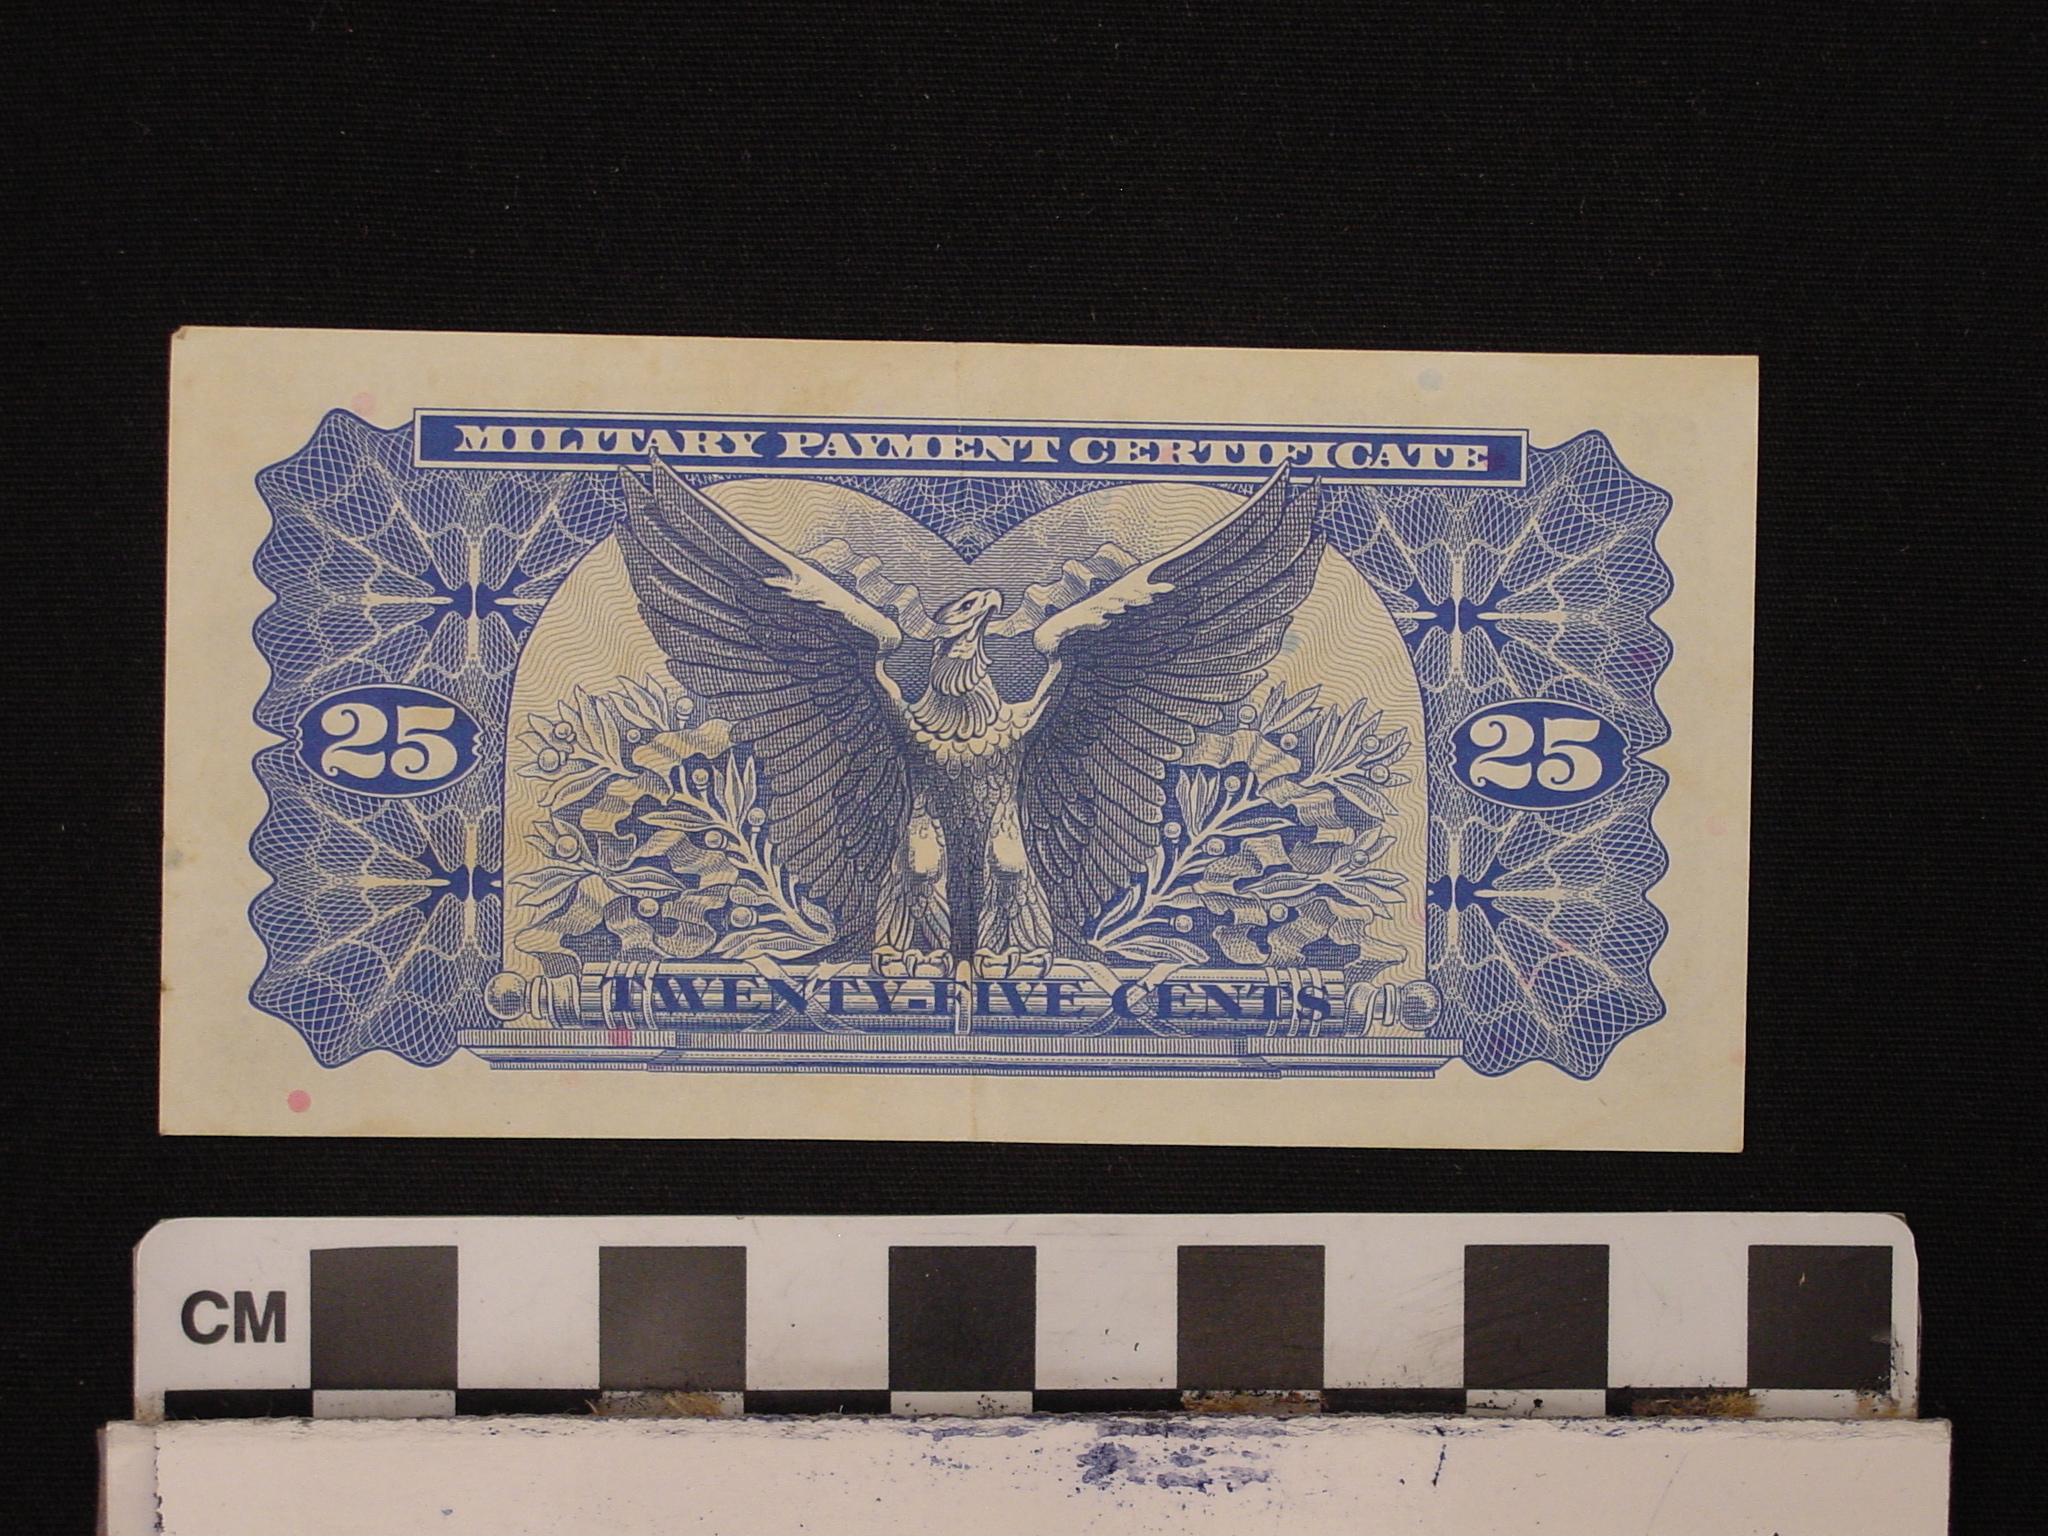 MILITARY PAYMENT CERTIFICATE
25 25
TWENTY-FIVE CENTS
CM